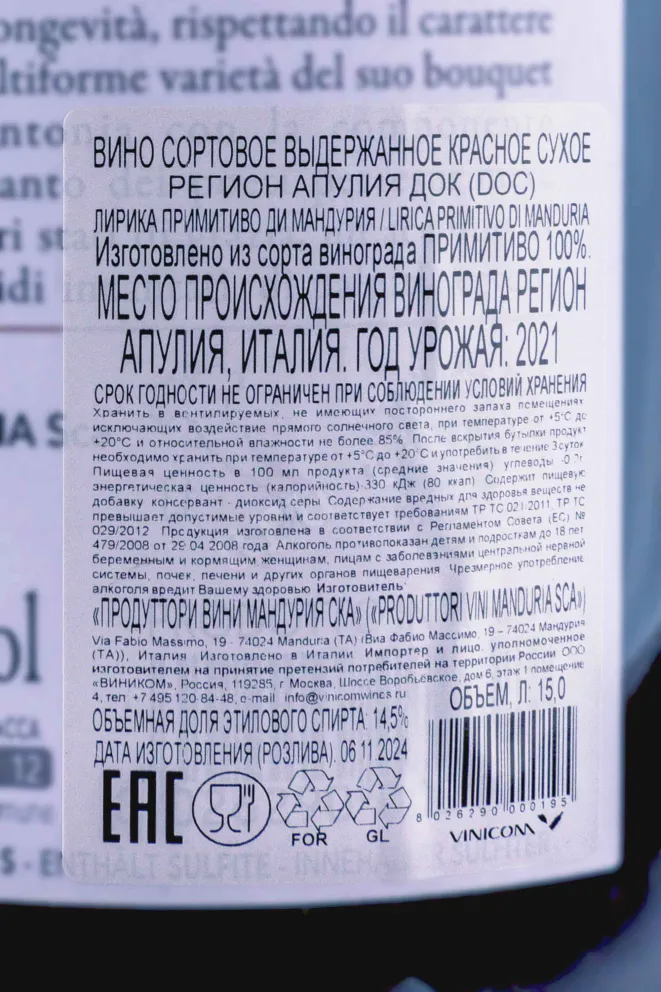 ongevità, rispettando il carattere
ltiforme varietà del suo bouquet
ВИНО СОРТОВОЕ ВЫДЕРЖАННОЕ КРАСНОЕ СУХОЕ
РЕГИОН АПУЛИЯ ДОК (DOC)
ЛИРИКА ПРИМИТИВО ДИ МАНДУРИЯ / LIRICA PRIMITIVO DI MANDURIA
Изготовлено из сорта винограда ПРИМИТИВО 100%.
МЕСТО ПРОИСХОЖДЕНИЯ ВИНОГРАДА РЕГИОН
АПУЛИЯ, ИТАЛИЯ. ГОД УРОЖАЯ: 2021
СРОК ГОДНОСТИ НЕ ОГРАНИЧЕН ПРИ СОБЛЮДЕНИИ УСЛОВИЙ ХРАНЕНИЯ
Хранить в вентилируемых, не имеющих постороннего запаха помещениях
исключающих воздействие прямого солнечного света, при температуре от +5°С до
+20°С и относительной влажности не более 85% После вскрытия бутылки продукт
необходимо хранить при температуре от +5°С до +20°С и употребить в течение 3 суток
Пищевая ценность в 100 мл продукта (средние значения) углеводы
энергетическая ценность (калорийность) 330 кДж (80 ккал) Содержит пищевую
добавку консервант - диоксид серы Содержание вредных для здоровья веществ не
превышает допустимые уровни и соответствует требованиям ТР ТС 021/2011, ТР ТС
029/2012 Продукция изготовлена в соответствии с Регламентом Совета (ЕС) №
479/2008 от 29 04 2008 года Алкоголь противопоказан детям и подросткам до 18 лет,
беременным и кормящим женщинам, лицам с заболеваниями центральной нервной
системы, почек, печени и других органов пищеварения Чрезмерное употребление
алкоголя вредит Вашему здоровью Изготовитель
«ПРОДУТТОРИ ВИНИ МАНДУРИЯ СКА» («PRODUTTORI VINI MANDURIA SCA»)
Via Fabio Massimo, 19 - 74024 Manduria (TA) (Виа Фабио Массимо, 19 – 74024 Мандурия
(ТА)), Италия Изготовлено в Италии Импортер и лицо, уполномоченное
изготовителем на принятие претензий потребителей на территории России ООО
«ВИНИКОМ», Россия, 119285, г Москва, Шоссе Воробьёвское, дом 6, этаж 1 помещение
4, тел +7 495 120-84-48, e-mail info@vinicomwines.ru
ОБЪЕМ, Л: 15,0
ОБЪЕМНАЯ ДОЛЯ ЭТИЛОВОГО СПИРТА: 14,5%
ДАТА ИЗГОТОВЛЕНИЯ (РОЗЛИВА). 06 11 2024
EAC
FOR
GL
8 026290 000195
VINICOM
12
ENTHÄLT SULFITE - INNEHÅLLER SULFITER